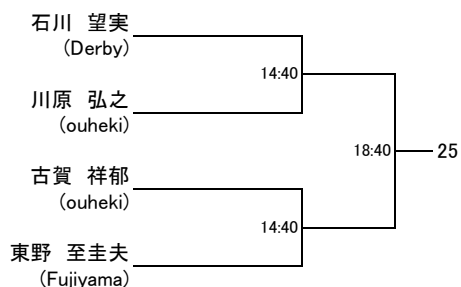 石川　望実
(Derby)
14:40
川原　弘之
(ouheki)
18:40
25
古賀　祥郁
(ouheki)
14:40
東野　至圭夫
(Fujiyama)